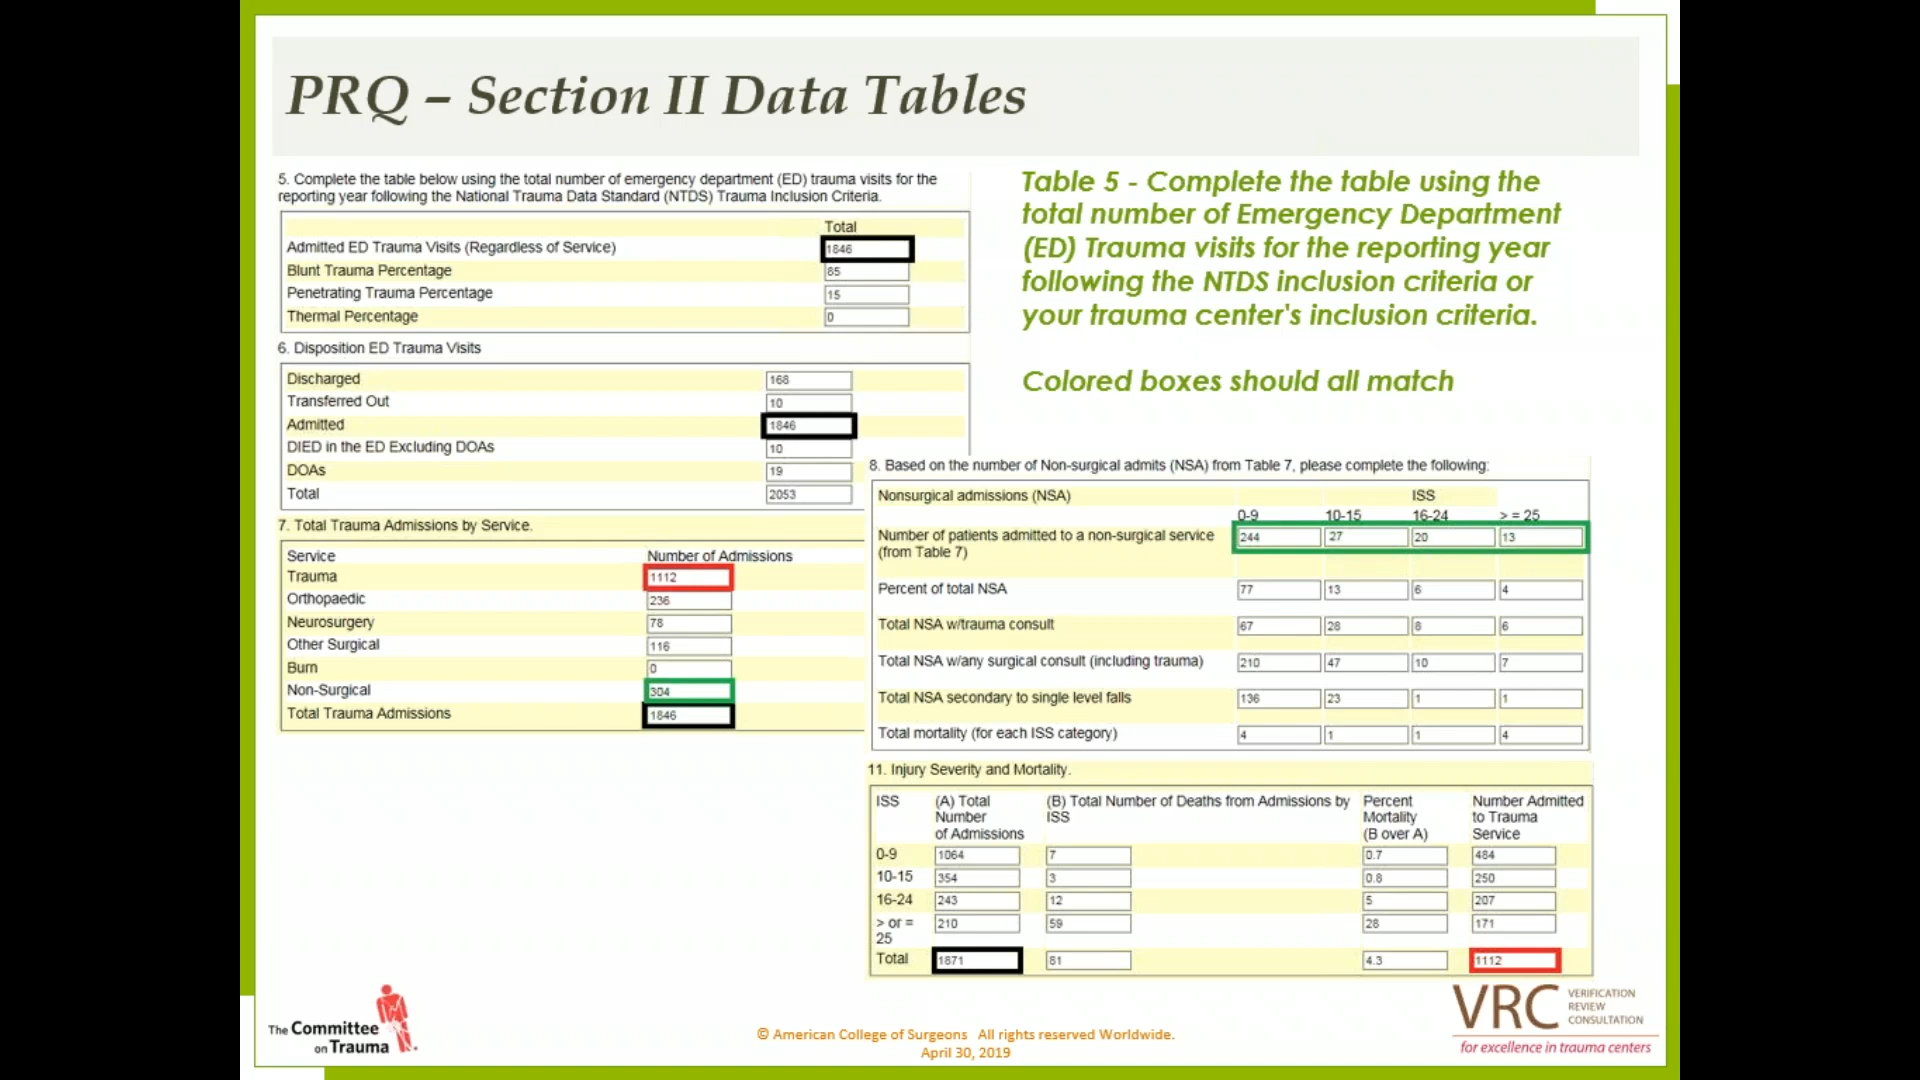 PRQ – Section II Data Tables
5. Complete the table below using the total number of emergency department (ED) trauma visits for the
reporting year following the National Trauma Data Standard (NTDS) Trauma Inclusion Criteria.
Total
Admitted ED Trauma Visits (Regardless of Service) 1846
Blunt Trauma Percentage 85
Penetrating Trauma Percentage 15
Thermal Percentage 0
6. Disposition ED Trauma Visits
Discharged 168
Transferred Out 10
Admitted 1846
DIED in the ED Excluding DOAs 10
DOAs 19
Total 2053
7. Total Trauma Admissions by Service.
Service Number of Admissions
Trauma 1112
Orthopaedic 236
Neurosurgery 78
Other Surgical 116
Burn 0
Non-Surgical 304
Total Trauma Admissions 1846
Table 5 - Complete the table using the
total number of Emergency Department
(ED) Trauma visits for the reporting year
following the NTDS inclusion criteria or
your trauma center's inclusion criteria.
Colored boxes should all match
8. Based on the number of Non-surgical admits (NSA) from Table 7, please complete the following:
Nonsurgical admissions (NSA) ISS
0-9 10-15 16-24 > = 25
Number of patients admitted to a non-surgical service 244 27 20 13
(from Table 7)
Percent of total NSA 77 13 6 4
Total NSA w/trauma consult 67 28 8 6
Total NSA w/any surgical consult (including trauma) 210 47 10 7
Total NSA secondary to single level falls 136 23 1 1
Total mortality (for each ISS category) 4 1 1 4
11. Injury Severity and Mortality.
ISS (A) Total (B) Total Number of Deaths from Admissions by Percent Number Admitted
Number ISS Mortality to Trauma
of Admissions (B over A) Service
0-9 1064 7 0.7 484
10-15 354 3 0.8 250
16-24 243 12 5 207
> or = 210 59 28 171
25
Total 1871 81 4.3 1112
The Committee
on Trauma
© American College of Surgeons All rights reserved Worldwide.
April 30, 2019
VRC VERIFICATION
REVIEW
CONSULTATION
for excellence in trauma centers